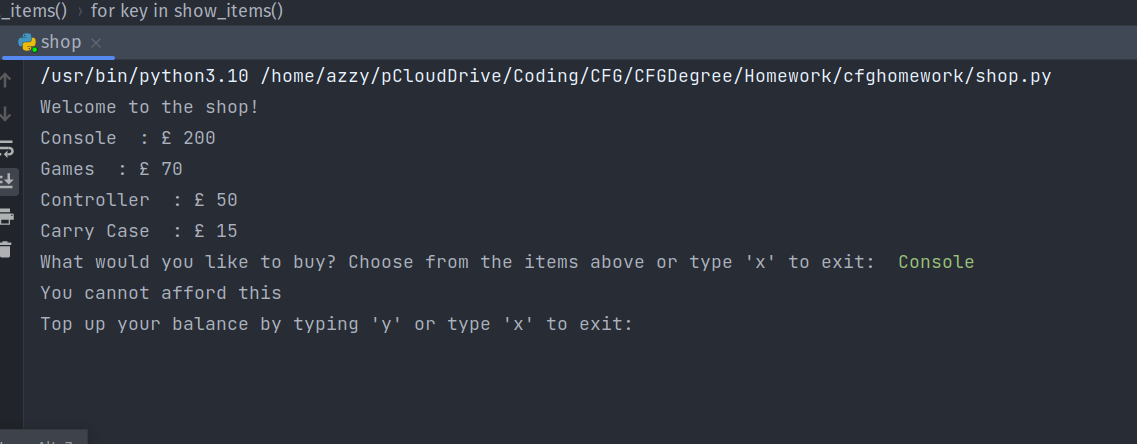 _items() › for key in show_items()
shop
/usr/bin/python3.10 /home/azzy/pCloudDrive/Coding/CFG/CFGDegree/Homework/cfghomework/shop.py
Welcome to the shop!
Console  : £ 200
Games  : £ 70
Controller  : £ 50
Carry Case  : £ 15
What would you like to buy? Choose from the items above or type 'x' to exit:  Console
You cannot afford this
Top up your balance by typing 'y' or type 'x' to exit: